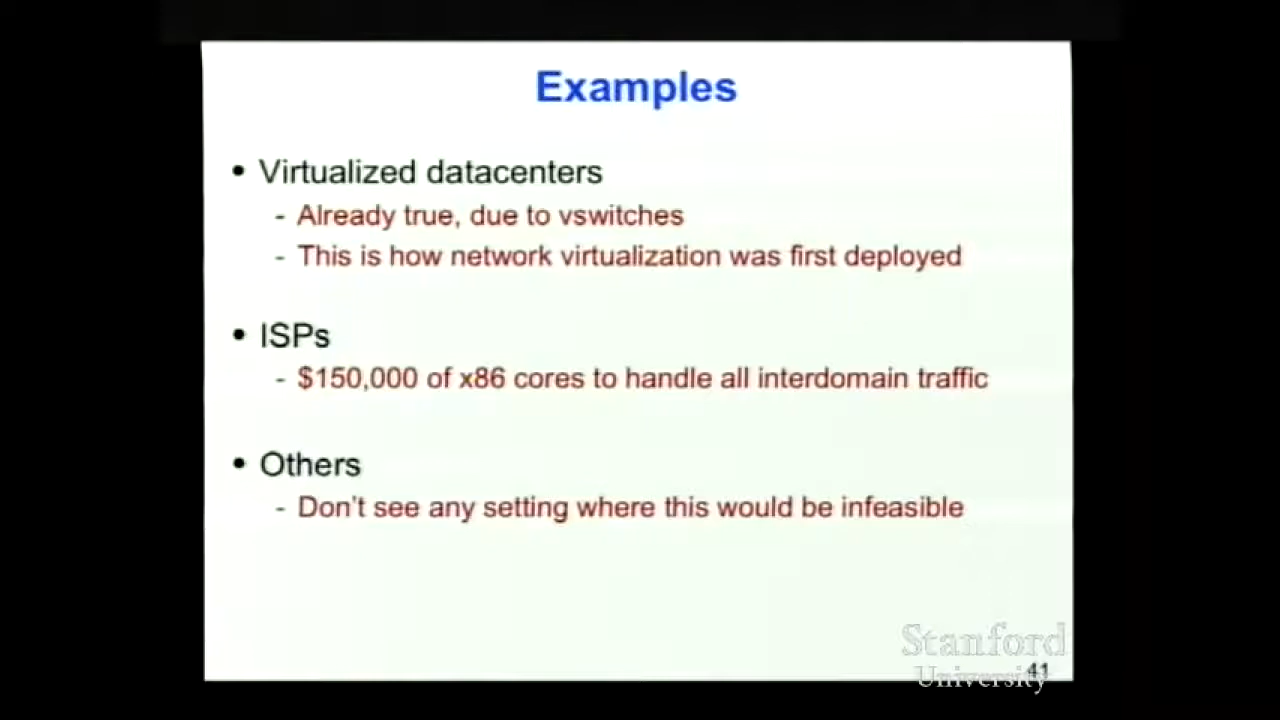 Examples
• Virtualized datacenters
- Already true, due to vswitches
- This is how network virtualization was first deployed
• ISPs
- $150,000 of x86 cores to handle all interdomain traffic
• Others
- Don't see any setting where this would be infeasible
Stanford
University
41